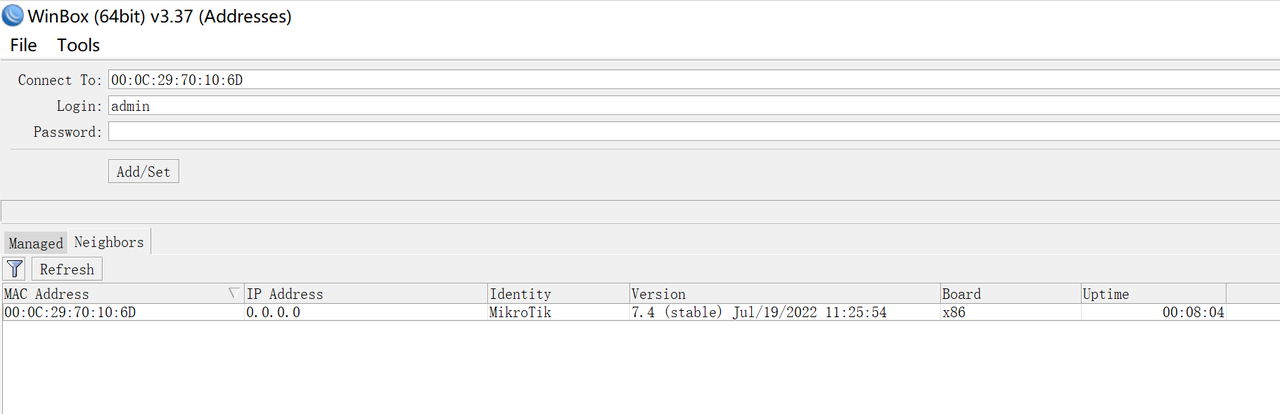 WinBox (64bit) v3.37 (Addresses)
File Tools
Connect To: 00:0C:29:70:10:6D
Login: admin
Password:
Add/Set
Managed Neighbors
Refresh
MAC Address IP Address Identity Version Board Uptime
00:0C:29:70:10:6D 0.0.0.0 MikroTik 7.4 (stable) Jul/19/2022 11:25:54 x86 00:08:04